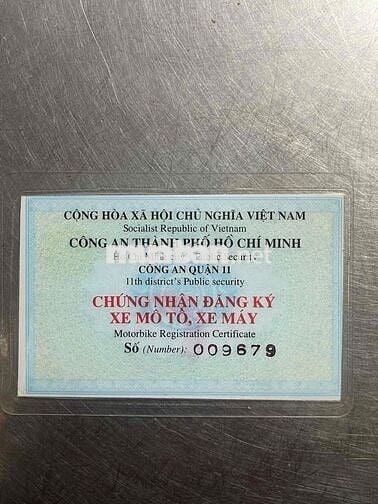 CỘNG HÒA XÃ HỘI CHỦ NGHĨA VIỆT NAM
Socialist Republic of Vietnam
CÔNG AN THÀNH PHỐ HỒ CHÍ MINH
Public Security
CÔNG AN QUẬN 11
11th district's Public security
CHỨNG NHẬN ĐĂNG KÝ
XE MÔ TÔ, XE MÁY
Motorbike Registration Certificate
Số (Number): 009679